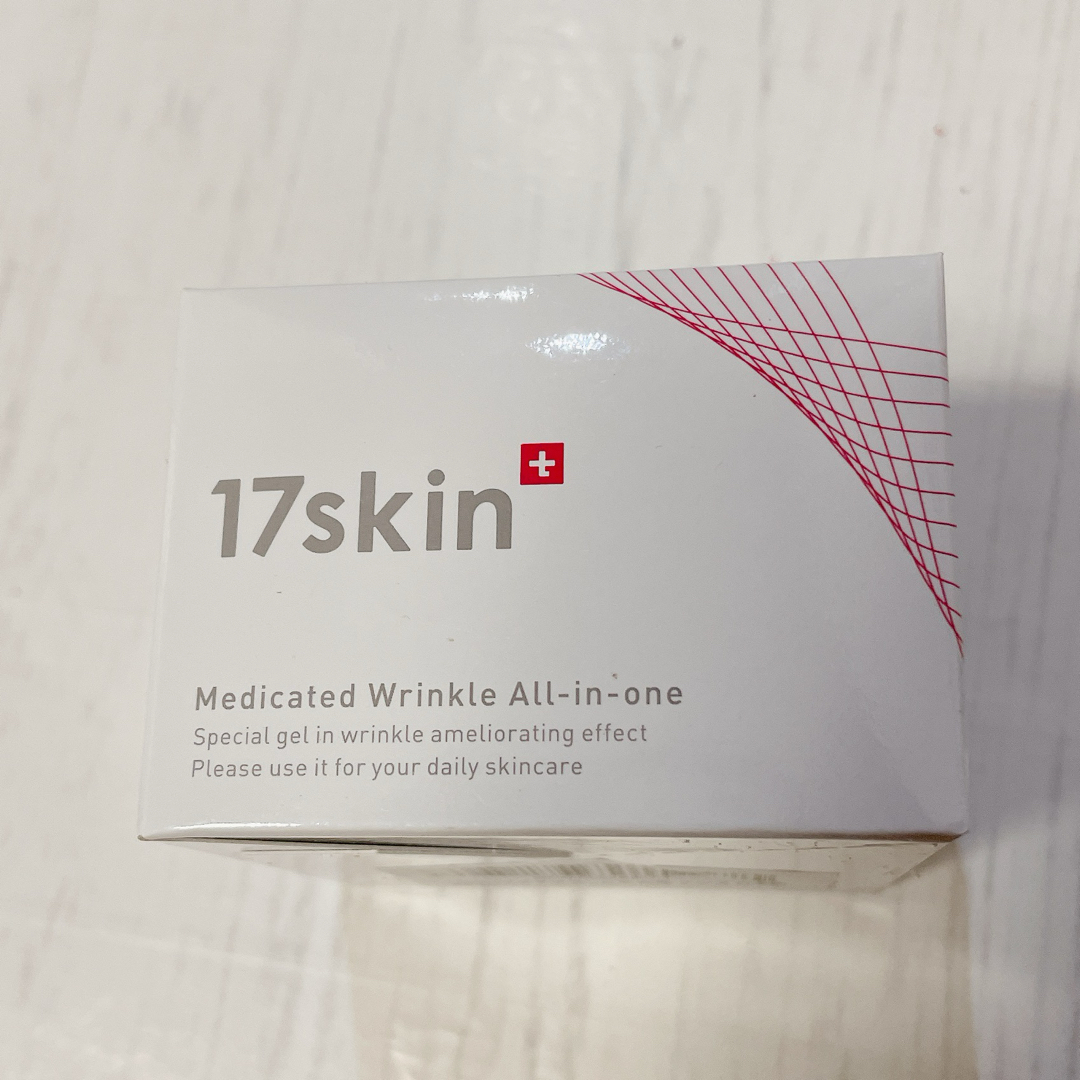 17skin
Medicated Wrinkle All-in-one
Special gel in wrinkle ameliorating effect
Please use it for your daily skincare